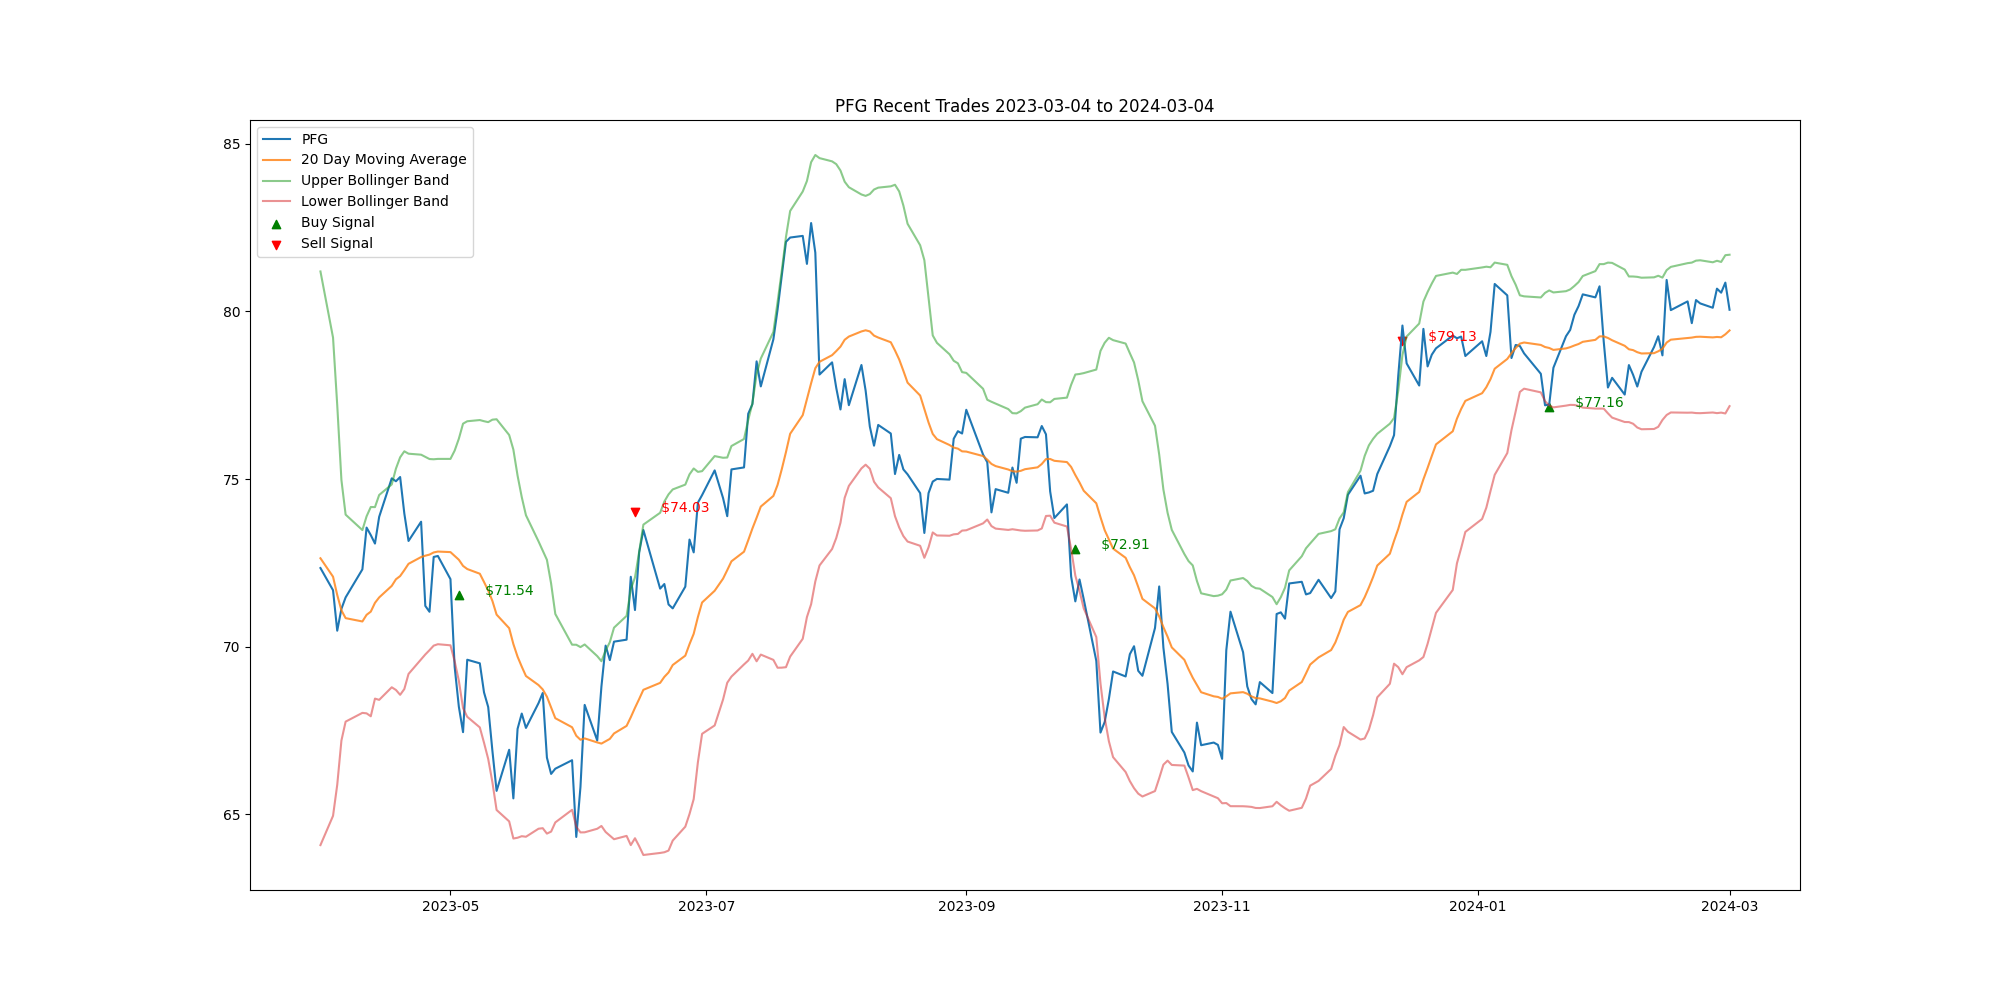 PFG Recent Trades 2023-03-04 to 2024-03-04
PFG
20 Day Moving Average
Upper Bollinger Band
Lower Bollinger Band
Buy Signal
Sell Signal
85
80
75
70
65
$79.13
$77.16
$74.03
$72.91
$71.54
2023-05
2023-07
2023-09
2023-11
2024-01
2024-03